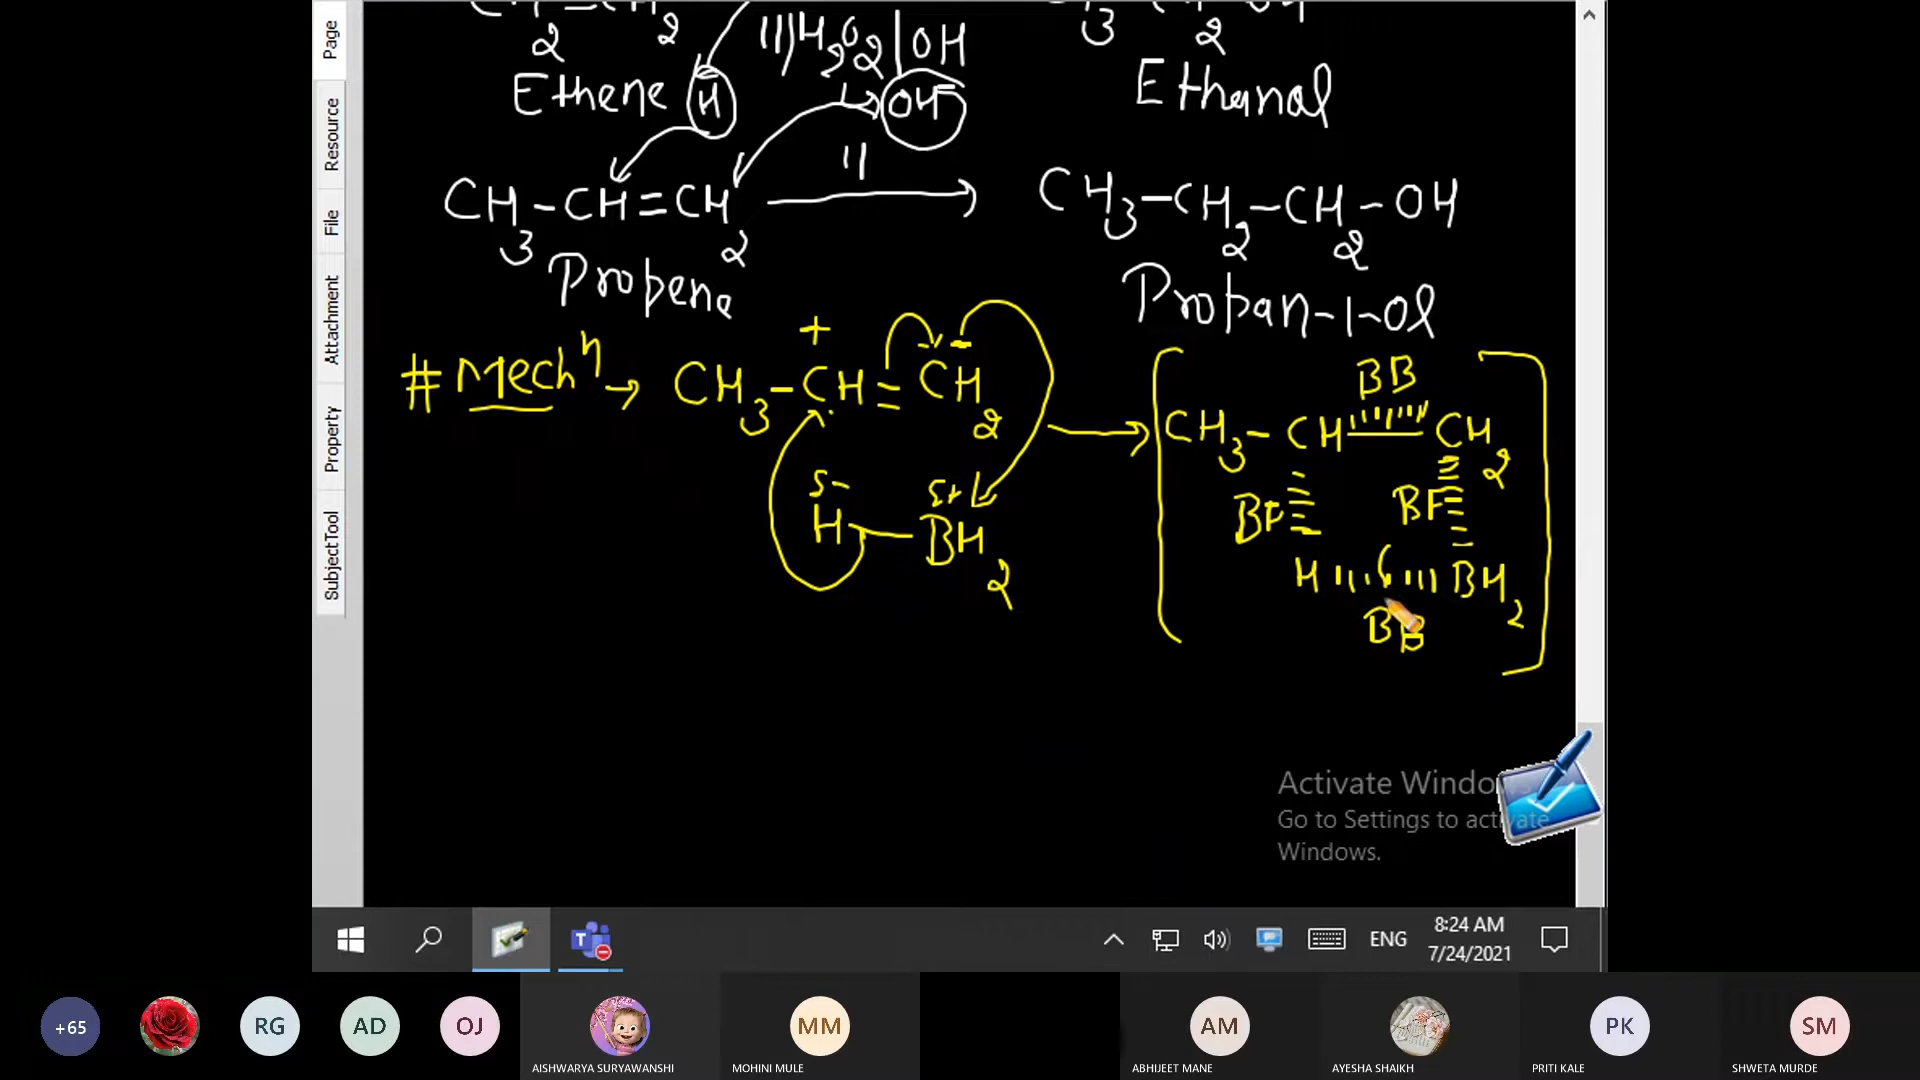 Page
Resource
File
Attachment
Property
SubjectTool
II) H2O2 | OH
Ethene H OH⁻ Ethanol
CH3-CH=CH2 → CH3-CH2-CH2-OH
Propene Propan-1-Ol
# Mechⁿ → CH3-CH=CH2 → [CH3-CH CH2
+ -
BB
δ- δ+ BF BF
H-BH2 H BH2]
BB
Activate Windows
Go to Settings to activate
Windows.
ENG
8:24 AM
7/24/2021
+65
RG
AD
OJ
AISHWARYA SURYAWANSHI
MM
MOHINI MULE
AM
ABHIJEET MANE
AYESHA SHAIKH
PK
PRITI KALE
SM
SHWETA MURDE